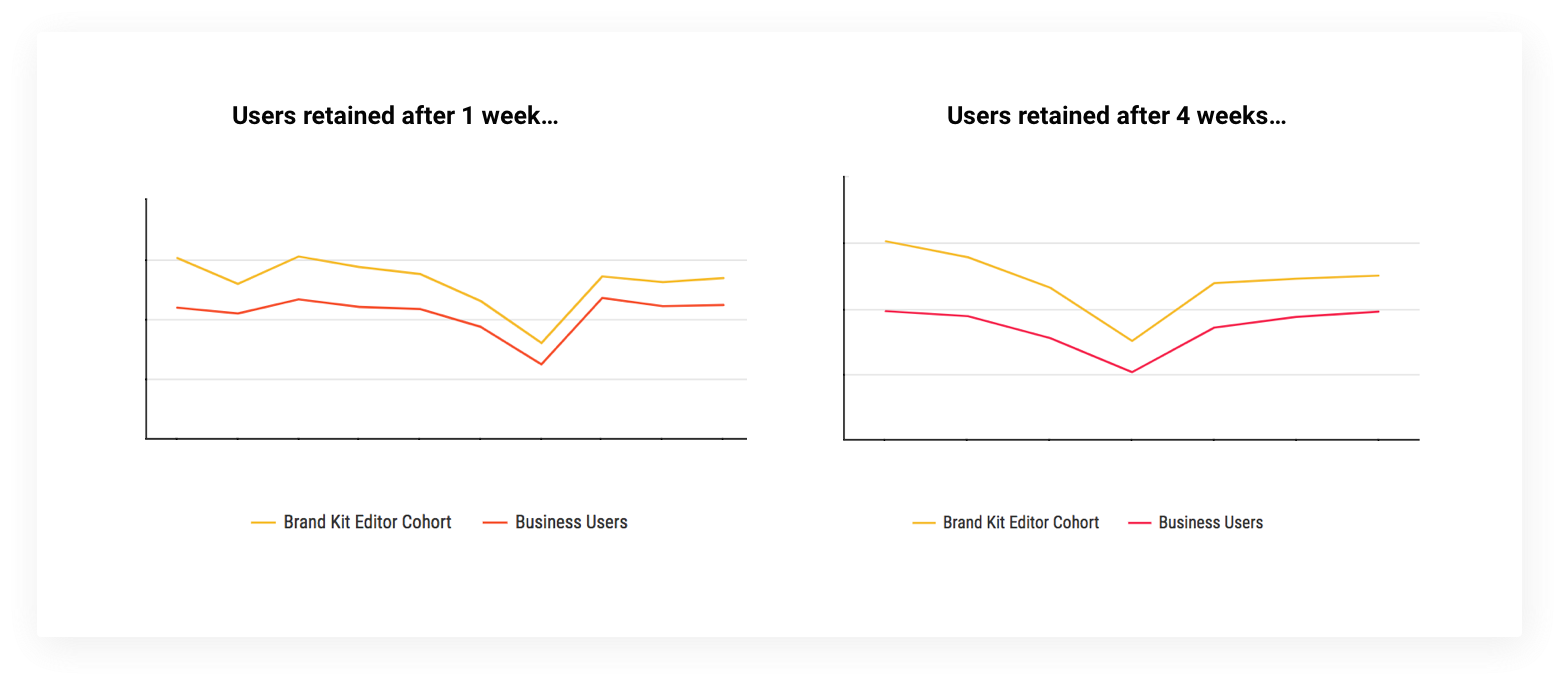 Users retained after 1 week...
Users retained after 4 weeks...
Brand Kit Editor Cohort
Business Users
Brand Kit Editor Cohort
Business Users